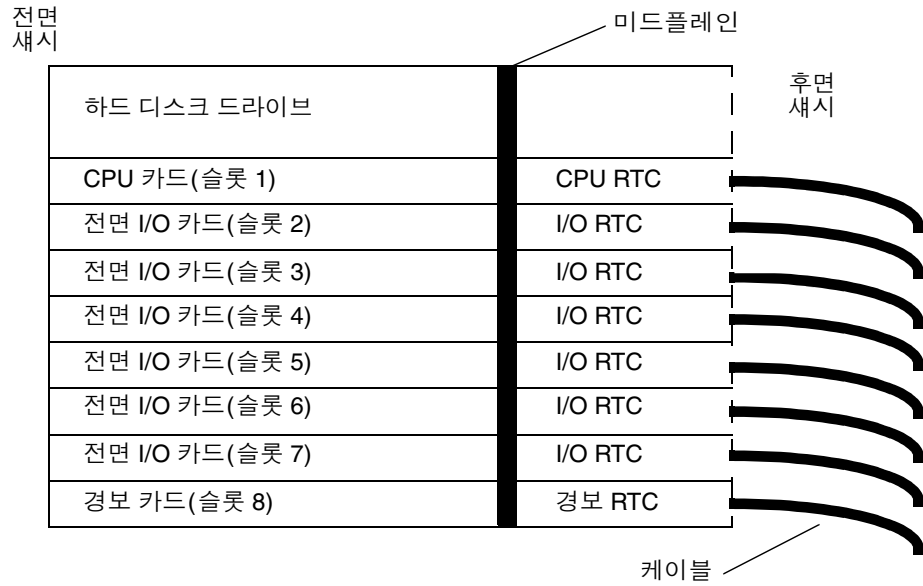 전면
섀시
미드플레인
후면
섀시
하드 디스크 드라이브
CPU 카드(슬롯 1) CPU RTC
전면 I/O 카드(슬롯 2) I/O RTC
전면 I/O 카드(슬롯 3) I/O RTC
전면 I/O 카드(슬롯 4) I/O RTC
전면 I/O 카드(슬롯 5) I/O RTC
전면 I/O 카드(슬롯 6) I/O RTC
전면 I/O 카드(슬롯 7) I/O RTC
경보 카드(슬롯 8) 경보 RTC
케이블